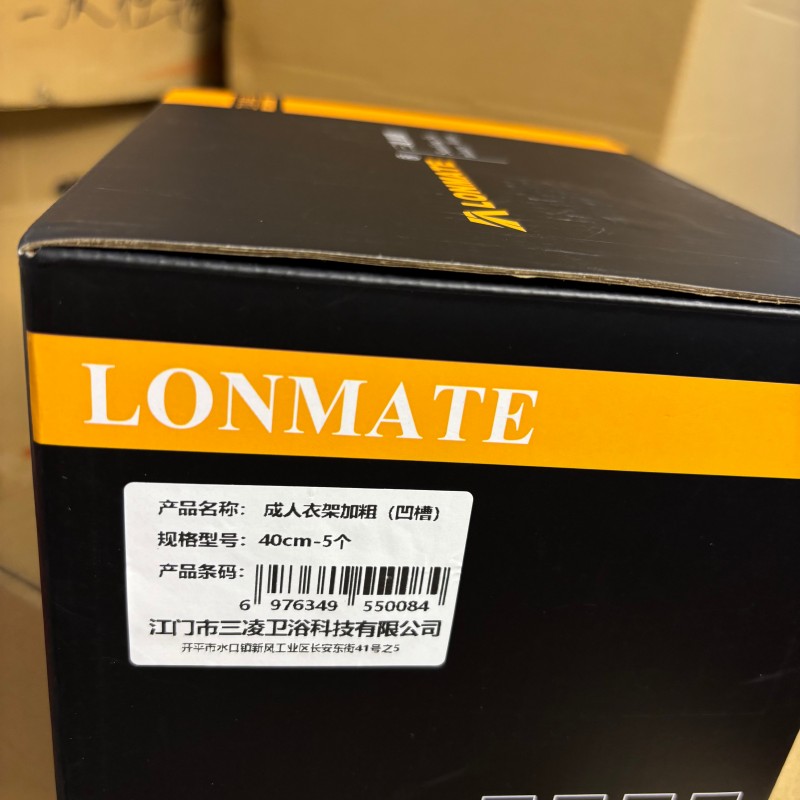 LONMATE
LONMATE
产品名称： 成人衣架加粗（凹槽）
规格型号： 40cm-5个
产品条码：
6 976349 550084
江门市三凌卫浴科技有限公司
开平市水口镇新风工业区长安东街41号之5